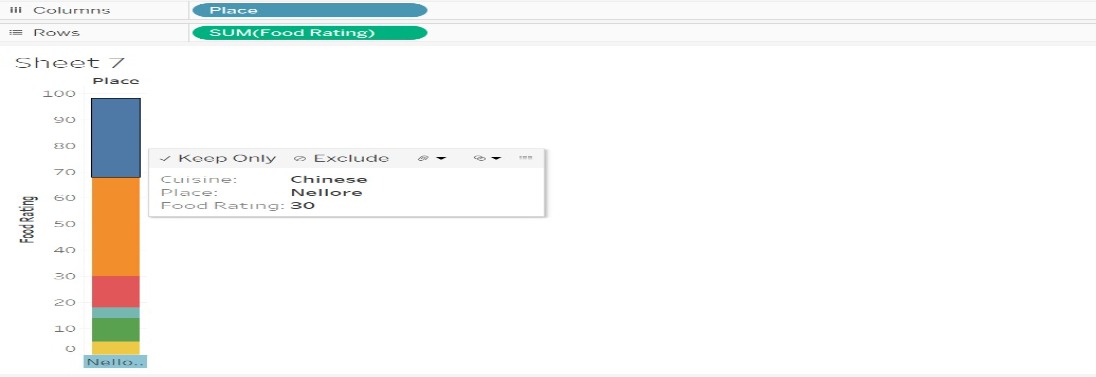 Columns Place
Rows SUM(Food Rating)
Sheet 7
Place
100
90
80
70
60
50
40
30
20
10
0
Food Rating
Nello..
Keep Only Exclude
Cuisine: Chinese
Place: Nellore
Food Rating: 30